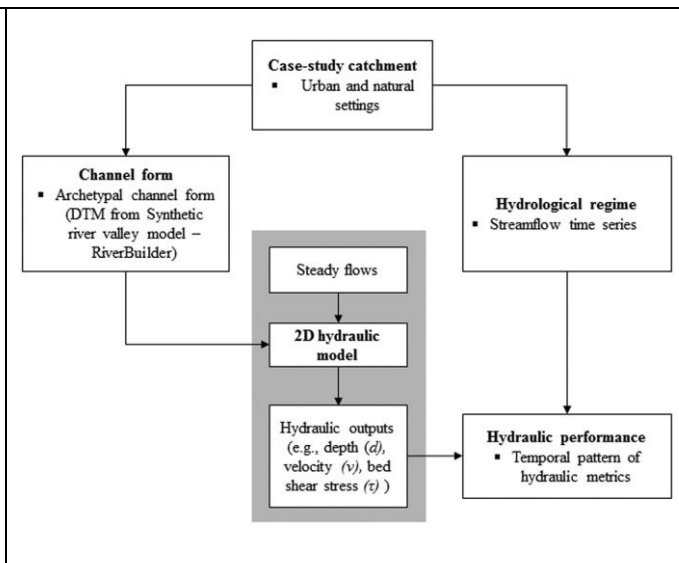 Case-study catchment
▪ Urban and natural
settings
Channel form
▪ Archetypal channel form
(DTM from Synthetic
river valley model –
RiverBuilder)
Hydrological regime
▪ Streamflow time series
Steady flows
2D hydraulic
model
Hydraulic outputs
(e.g., depth (d),
velocity (v), bed
shear stress (τ) )
Hydraulic performance
▪ Temporal pattern of
hydraulic metrics